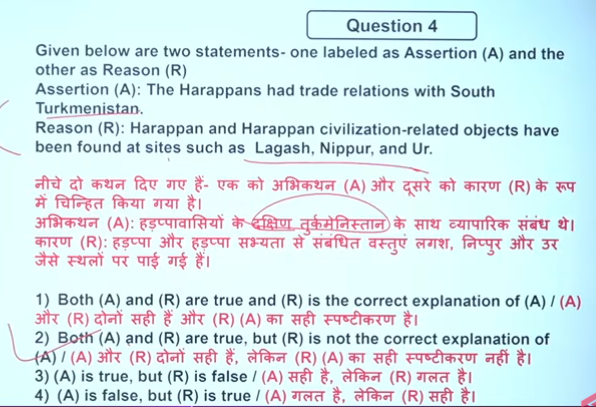 Question 4
Given below are two statements- one labeled as Assertion (A) and the
other as Reason (R)
Assertion (A): The Harappans had trade relations with South
Turkmenistan.
Reason (R): Harappan and Harappan civilization-related objects have
been found at sites such as Lagash, Nippur, and Ur.
नीचे दो कथन दिए गए हैं- एक को अभिकथन (A) और दूसरे को कारण (R) के रूप
में चिन्हित किया गया है।
अभिकथन (A): हड़प्पावासियों के दक्षिण तुर्कमेनिस्तान के साथ व्यापारिक संबंध थे।
कारण (R): हड़प्पा और हड़प्पा सभ्यता से संबंधित वस्तुएं लगश, निप्पुर और उर
जैसे स्थलों पर पाई गई हैं।
1) Both (A) and (R) are true and (R) is the correct explanation of (A) / (A)
और (R) दोनों सही हैं और (R) (A) का सही स्पष्टीकरण है।
2) Both (A) and (R) are true, but (R) is not the correct explanation of
(A) / (A) और (R) दोनों सही हैं, लेकिन (R) (A) का सही स्पष्टीकरण नहीं है।
3) (A) is true, but (R) is false / (A) सही है, लेकिन (R) गलत है।
4) (A) is false, but (R) is true / (A) गलत है, लेकिन (R) सही है।